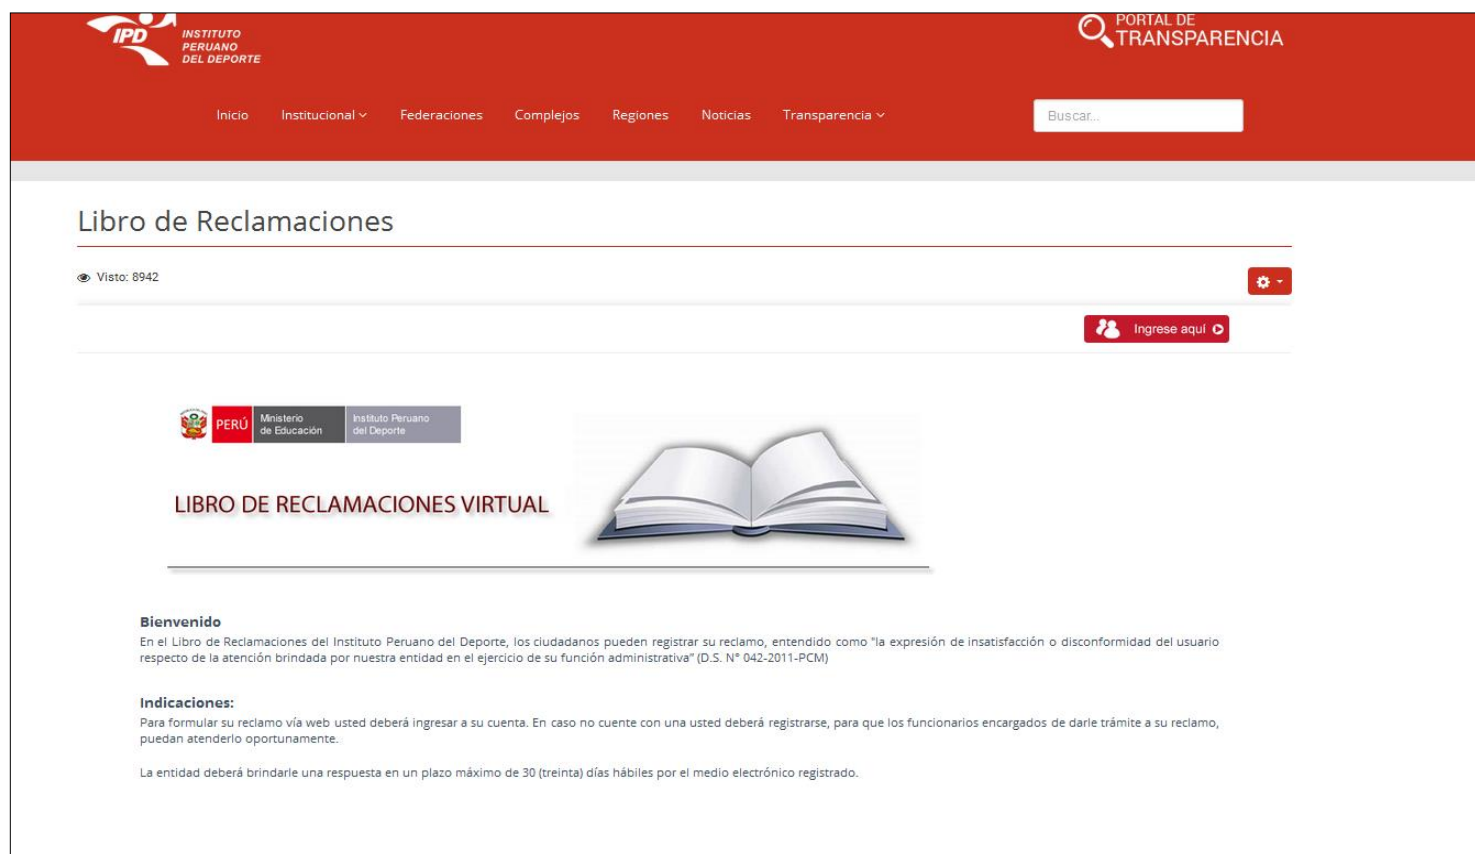 IPD
INSTITUTO
PERUANO
DEL DEPORTE
PORTAL DE
TRANSPARENCIA
Inicio Institucional Federaciones Complejos Regiones Noticias Transparencia
Buscar...
Libro de Reclamaciones
Visto: 8942
Ingrese aquí
PERÚ
Ministerio
de Educación
Instituto Peruano
del Deporte
LIBRO DE RECLAMACIONES VIRTUAL
Bienvenido
En el Libro de Reclamaciones del Instituto Peruano del Deporte, los ciudadanos pueden registrar su reclamo, entendido como "la expresión de insatisfacción o disconformidad del usuario
respecto de la atención brindada por nuestra entidad en el ejercicio de su función administrativa" (D.S. N° 042-2011-PCM)
Indicaciones:
Para formular su reclamo vía web usted deberá ingresar a su cuenta. En caso no cuente con una usted deberá registrarse, para que los funcionarios encargados de darle trámite a su reclamo,
puedan atenderlo oportunamente.
La entidad deberá brindarle una respuesta en un plazo máximo de 30 (treinta) días hábiles por el medio electrónico registrado.